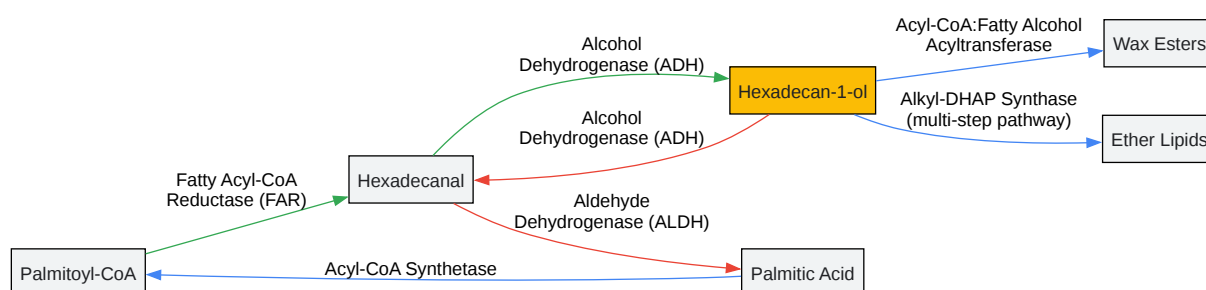 Acyl-CoA:Fatty Alcohol
Acyltransferase
Wax Esters
Alcohol
Dehydrogenase (ADH)
Hexadecan-1-ol
Alkyl-DHAP Synthase
(multi-step pathway)
Ether Lipids
Alcohol
Dehydrogenase (ADH)
Fatty Acyl-CoA
Reductase (FAR)
Hexadecanal
Aldehyde
Dehydrogenase (ALDH)
Palmitoyl-CoA
Acyl-CoA Synthetase
Palmitic Acid